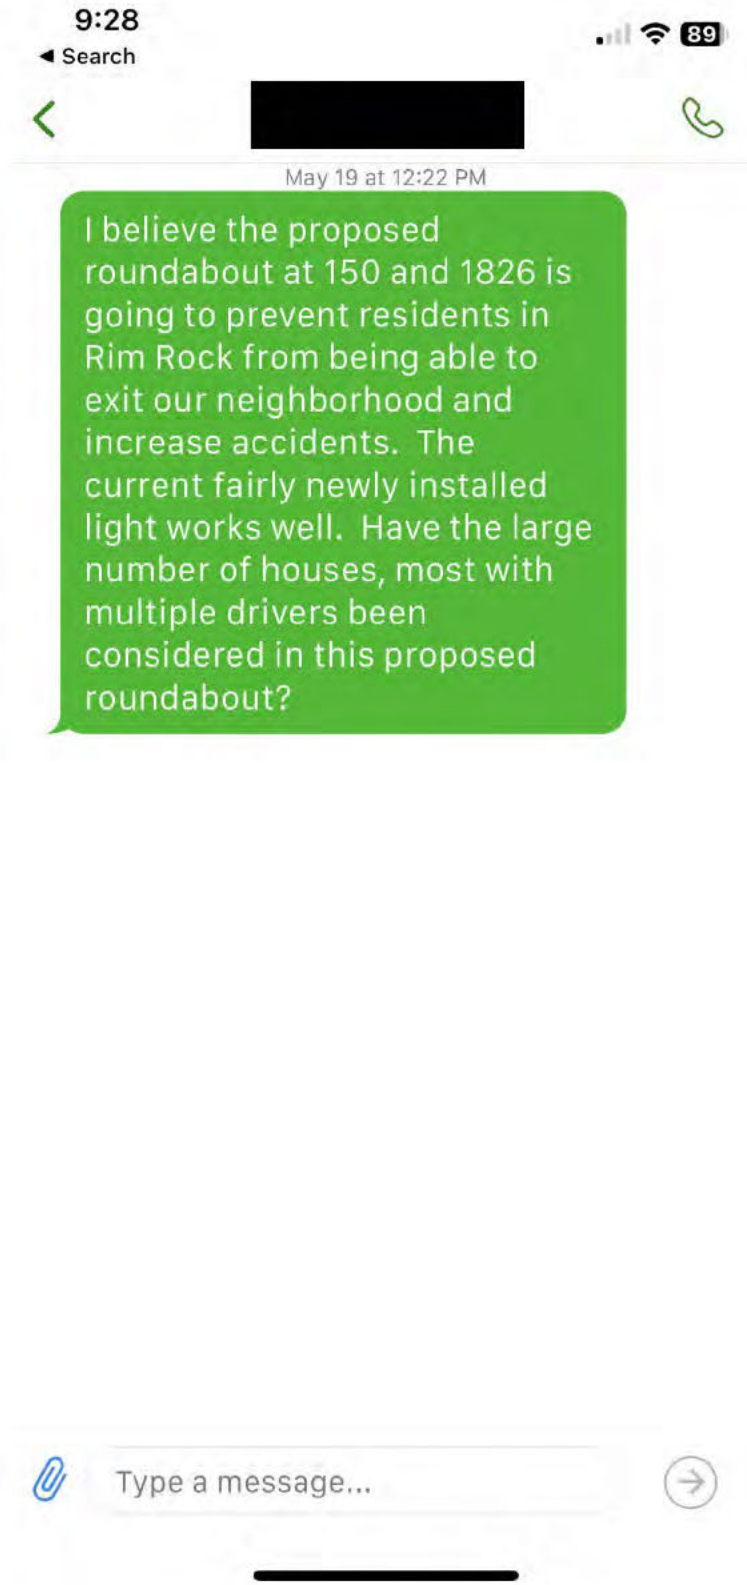 9:28
◀ Search
89
May 19 at 12:22 PM
I believe the proposed
roundabout at 150 and 1826 is
going to prevent residents in
Rim Rock from being able to
exit our neighborhood and
increase accidents.  The
current fairly newly installed
light works well.  Have the large
number of houses, most with
multiple drivers been
considered in this proposed
roundabout?
Type a message...